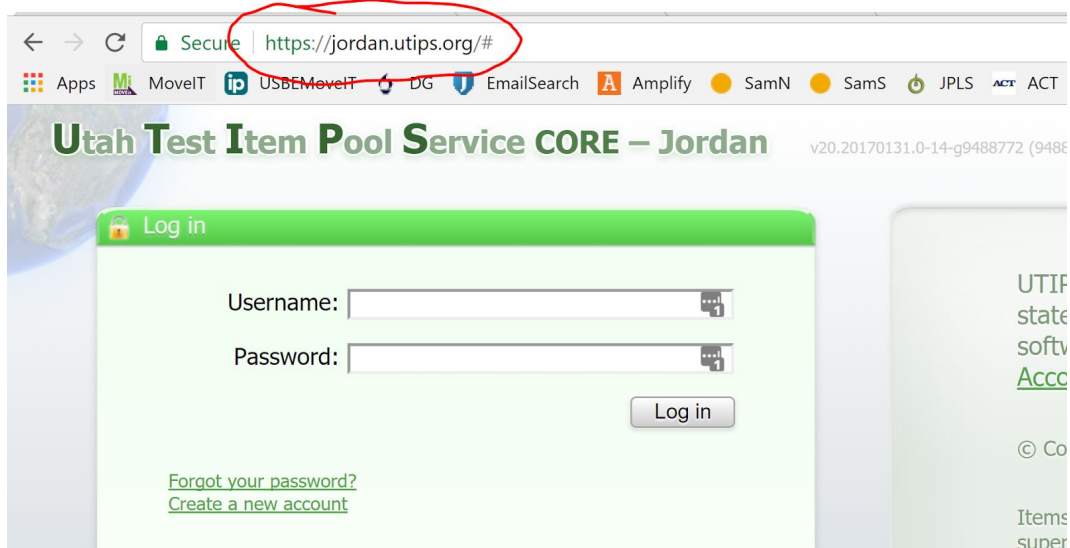 Secure https://jordan.utips.org/#
Apps MoveIT USBEMoveIT DG EmailSearch Amplify SamN SamS JPLS ACT ACT
Utah Test Item Pool Service CORE – Jordan v20.20170131.0-14-g9488772 (9488
Log in
Username:
Password:
Log in
Forgot your password?
Create a new account
UTIP
state
softw
Acco
© Co
Items
super